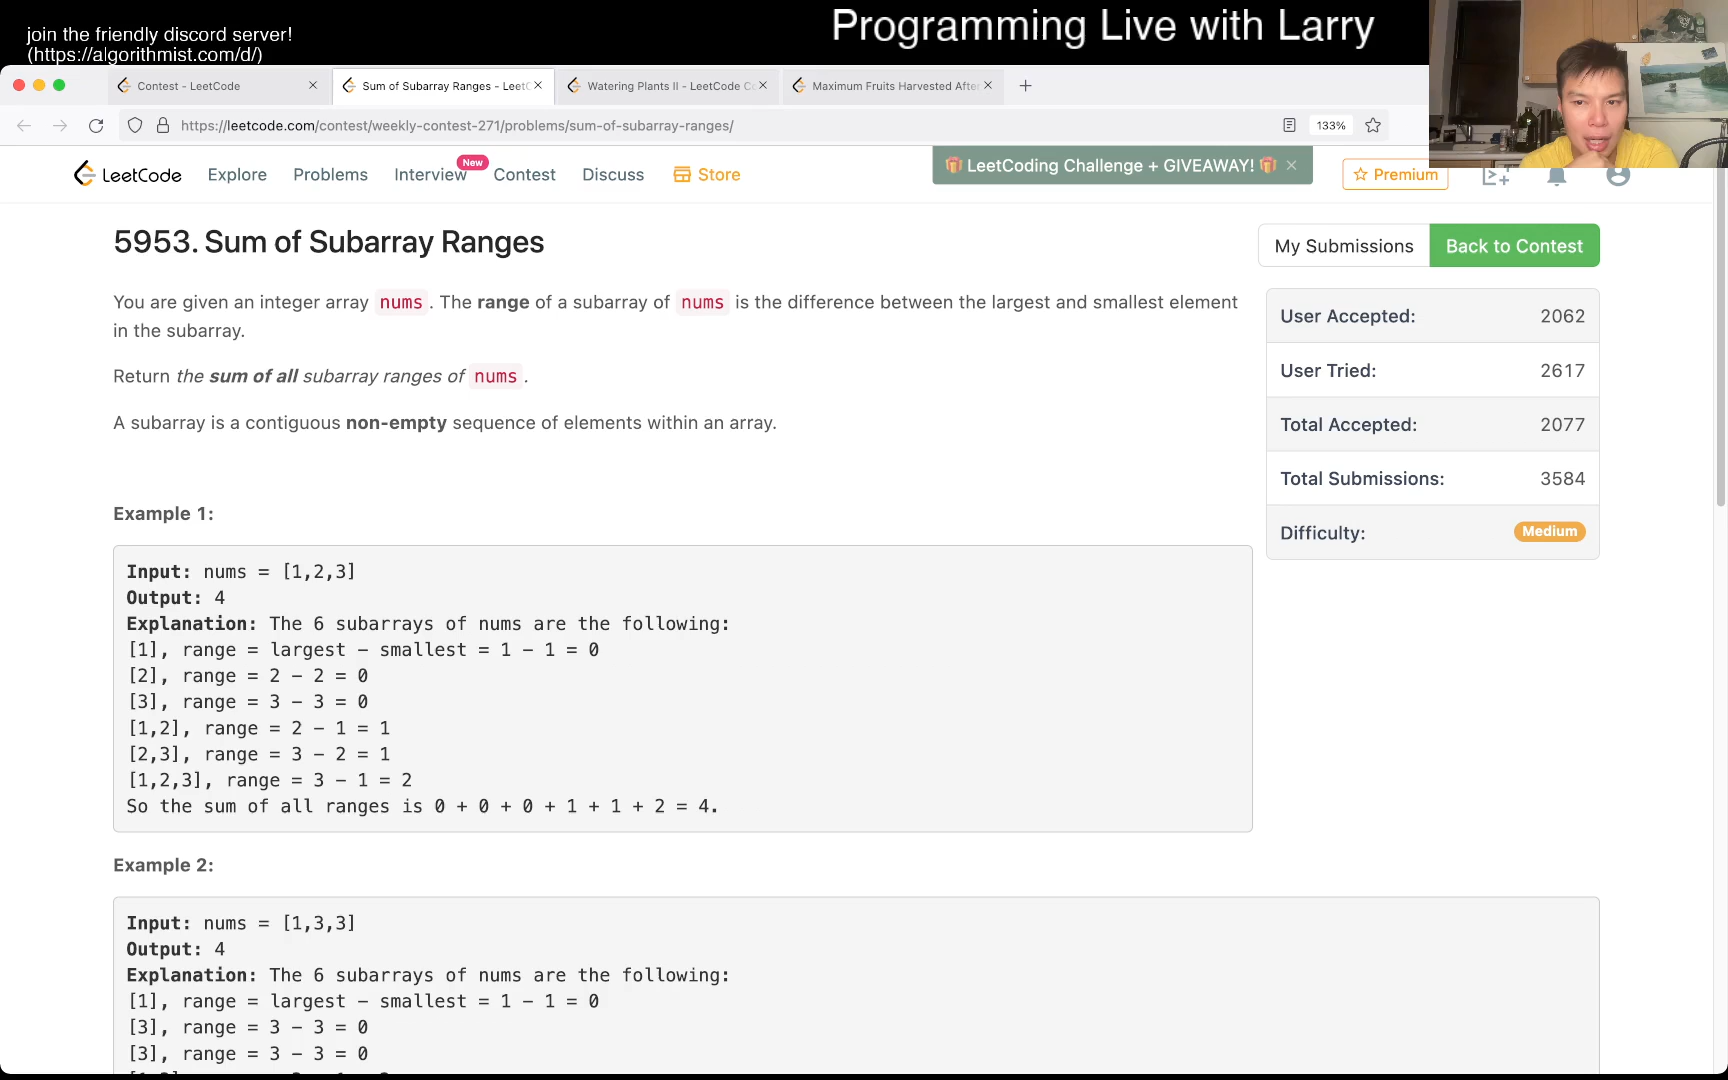 join the friendly discord server!
(https://algorithmist.com/d/)
Programming Live with Larry
Contest - LeetCode
Sum of Subarray Ranges - LeetC
Watering Plants II - LeetCode Co
Maximum Fruits Harvested After
https://leetcode.com/contest/weekly-contest-271/problems/sum-of-subarray-ranges/
133%
LeetCode
Explore
Problems
Interview
New
Contest
Discuss
Store
LeetCoding Challenge + GIVEAWAY!
Premium
5953. Sum of Subarray Ranges
My Submissions
Back to Contest
You are given an integer array nums. The range of a subarray of nums is the difference between the largest and smallest element
in the subarray.
Return the sum of all subarray ranges of nums.
A subarray is a contiguous non-empty sequence of elements within an array.
User Accepted: 2062
User Tried: 2617
Total Accepted: 2077
Total Submissions: 3584
Difficulty: Medium
Example 1:
Input: nums = [1,2,3]
Output: 4
Explanation: The 6 subarrays of nums are the following:
[1], range = largest - smallest = 1 - 1 = 0
[2], range = 2 - 2 = 0
[3], range = 3 - 3 = 0
[1,2], range = 2 - 1 = 1
[2,3], range = 3 - 2 = 1
[1,2,3], range = 3 - 1 = 2
So the sum of all ranges is 0 + 0 + 0 + 1 + 1 + 2 = 4.
Example 2:
Input: nums = [1,3,3]
Output: 4
Explanation: The 6 subarrays of nums are the following:
[1], range = largest - smallest = 1 - 1 = 0
[3], range = 3 - 3 = 0
[3], range = 3 - 3 = 0